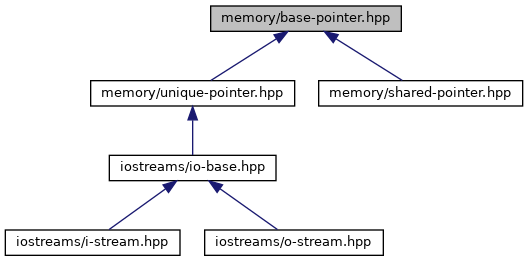 memory/base-pointer.hpp
memory/unique-pointer.hpp
memory/shared-pointer.hpp
iostreams/io-base.hpp
iostreams/i-stream.hpp
iostreams/o-stream.hpp